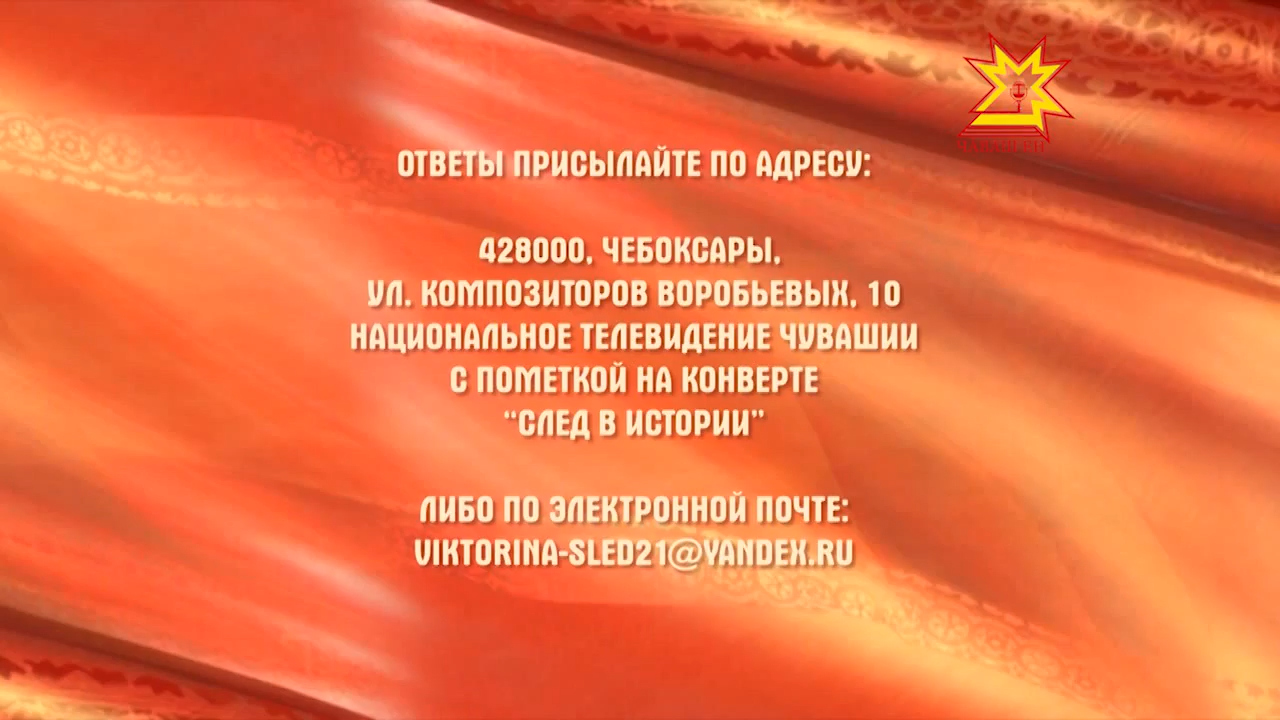 ОТВЕТЫ ПРИСЫЛАЙТЕ ПО АДРЕСУ:
428000, ЧЕБОКСАРЫ,
УЛ. КОМПОЗИТОРОВ ВОРОБЬЕВЫХ, 10
НАЦИОНАЛЬНОЕ ТЕЛЕВИДЕНИЕ ЧУВАШИИ
С ПОМЕТКОЙ НА КОНВЕРТЕ
“СЛЕД В ИСТОРИИ”
ЛИБО ПО ЭЛЕКТРОННОЙ ПОЧТЕ:
VIKTORINA-SLED21@YANDEX.RU